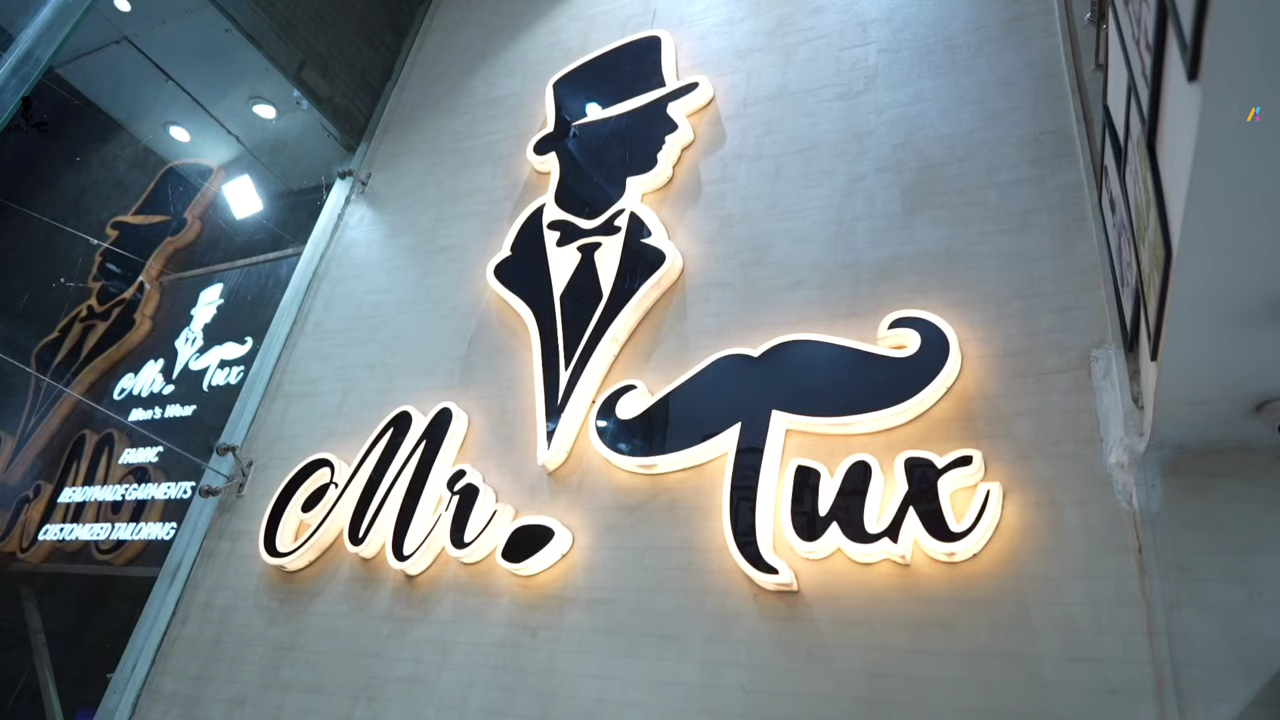 Mr. Tux
Mr. Tux
Men's Wear
FABRIC
READYMADE GARMENTS
CUSTOMIZED TAILORING